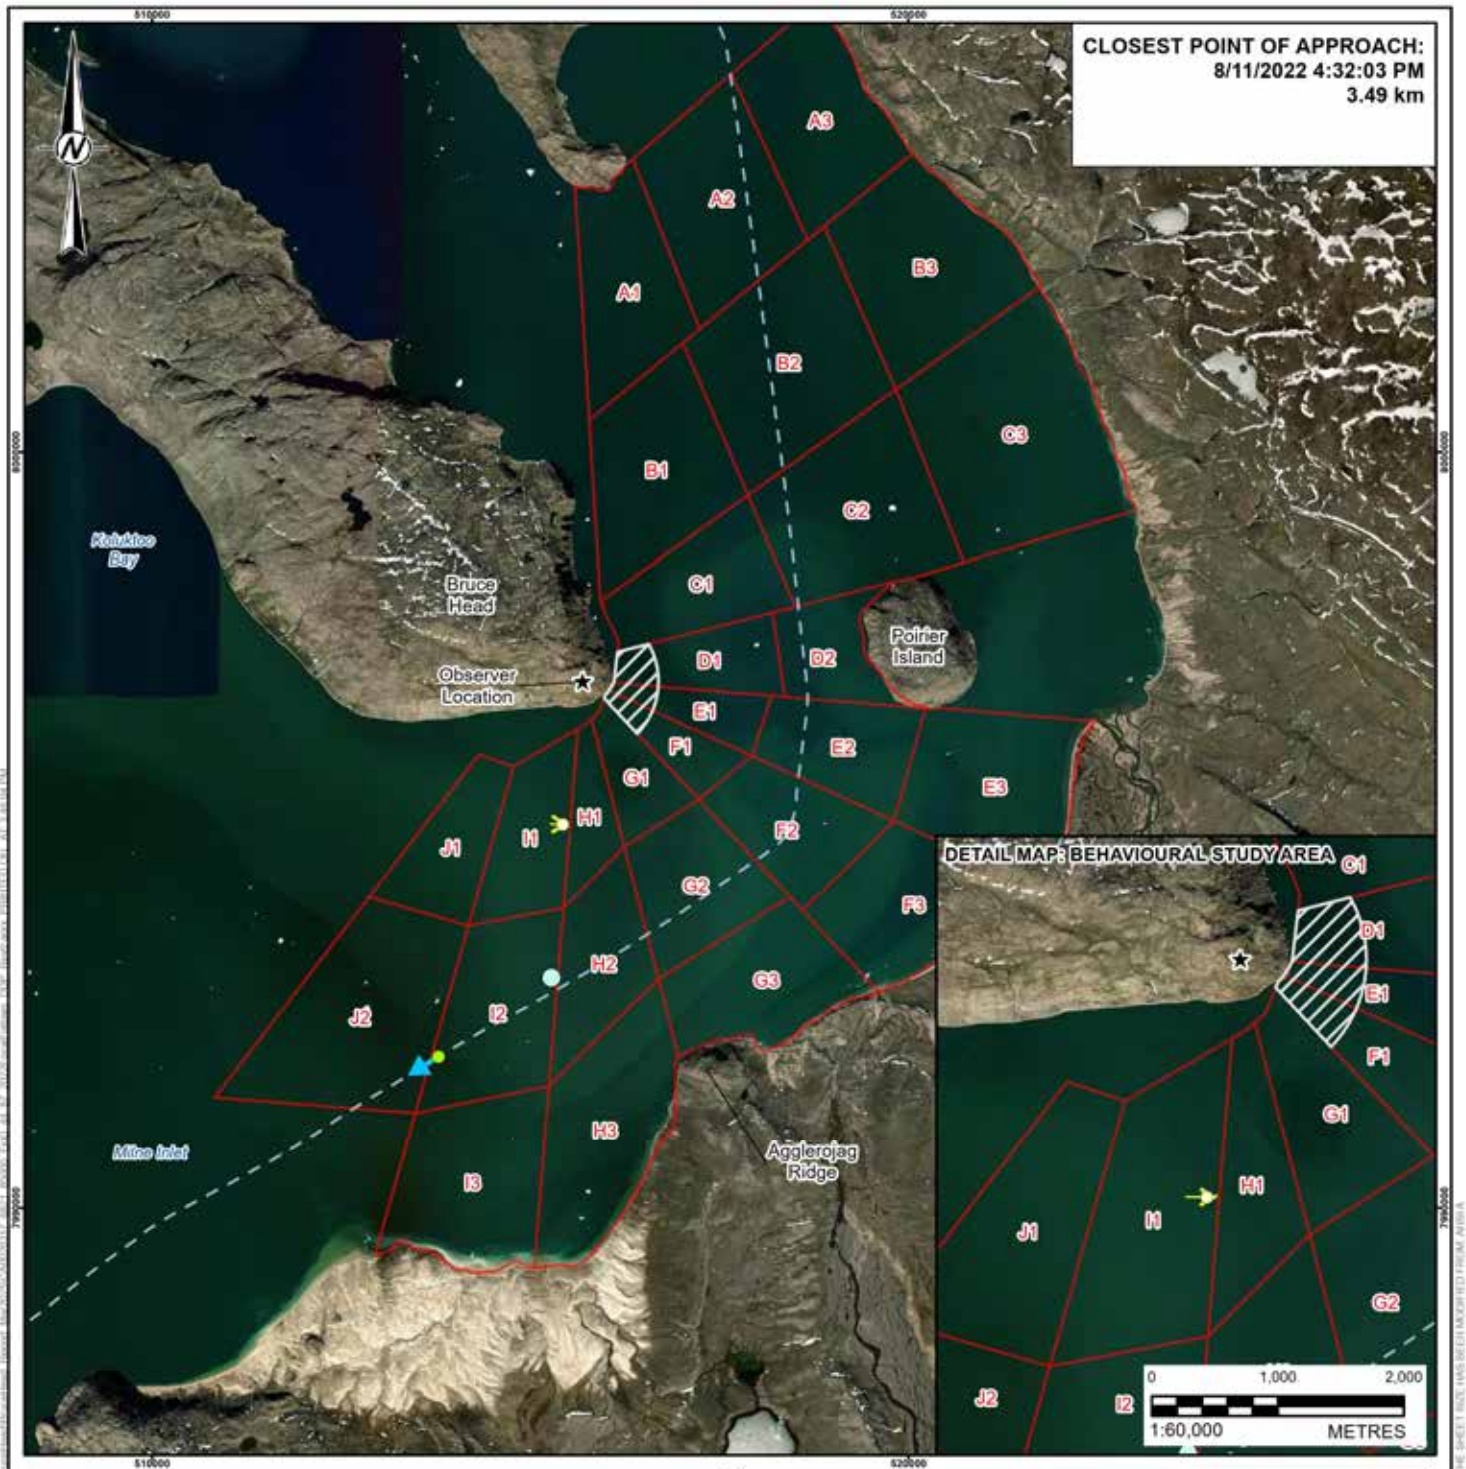 510000
520000
CLOSEST POINT OF APPROACH:
8/11/2022 4:32:03 PM
3.49 km
N
A3
A2
A1
B3
B2
B1
C3
C2
C1
8000000
8000000
Koluktoo
Bay
Bruce
Head
Observer
Location
D1
D2
Poirier
Island
E1
E2
E3
F1
F2
F3
G1
G2
G3
H1
H2
H3
I1
I2
I3
J1
J2
Milne Inlet
Agglerojag
Ridge
7990000
7990000
DETAIL MAP: BEHAVIOURAL STUDY AREA
C1
D1
E1
F1
G1
H1
I1
J1
G2
J2
I2
0
1,000
2,000
1:60,000
METRES
510000
520000